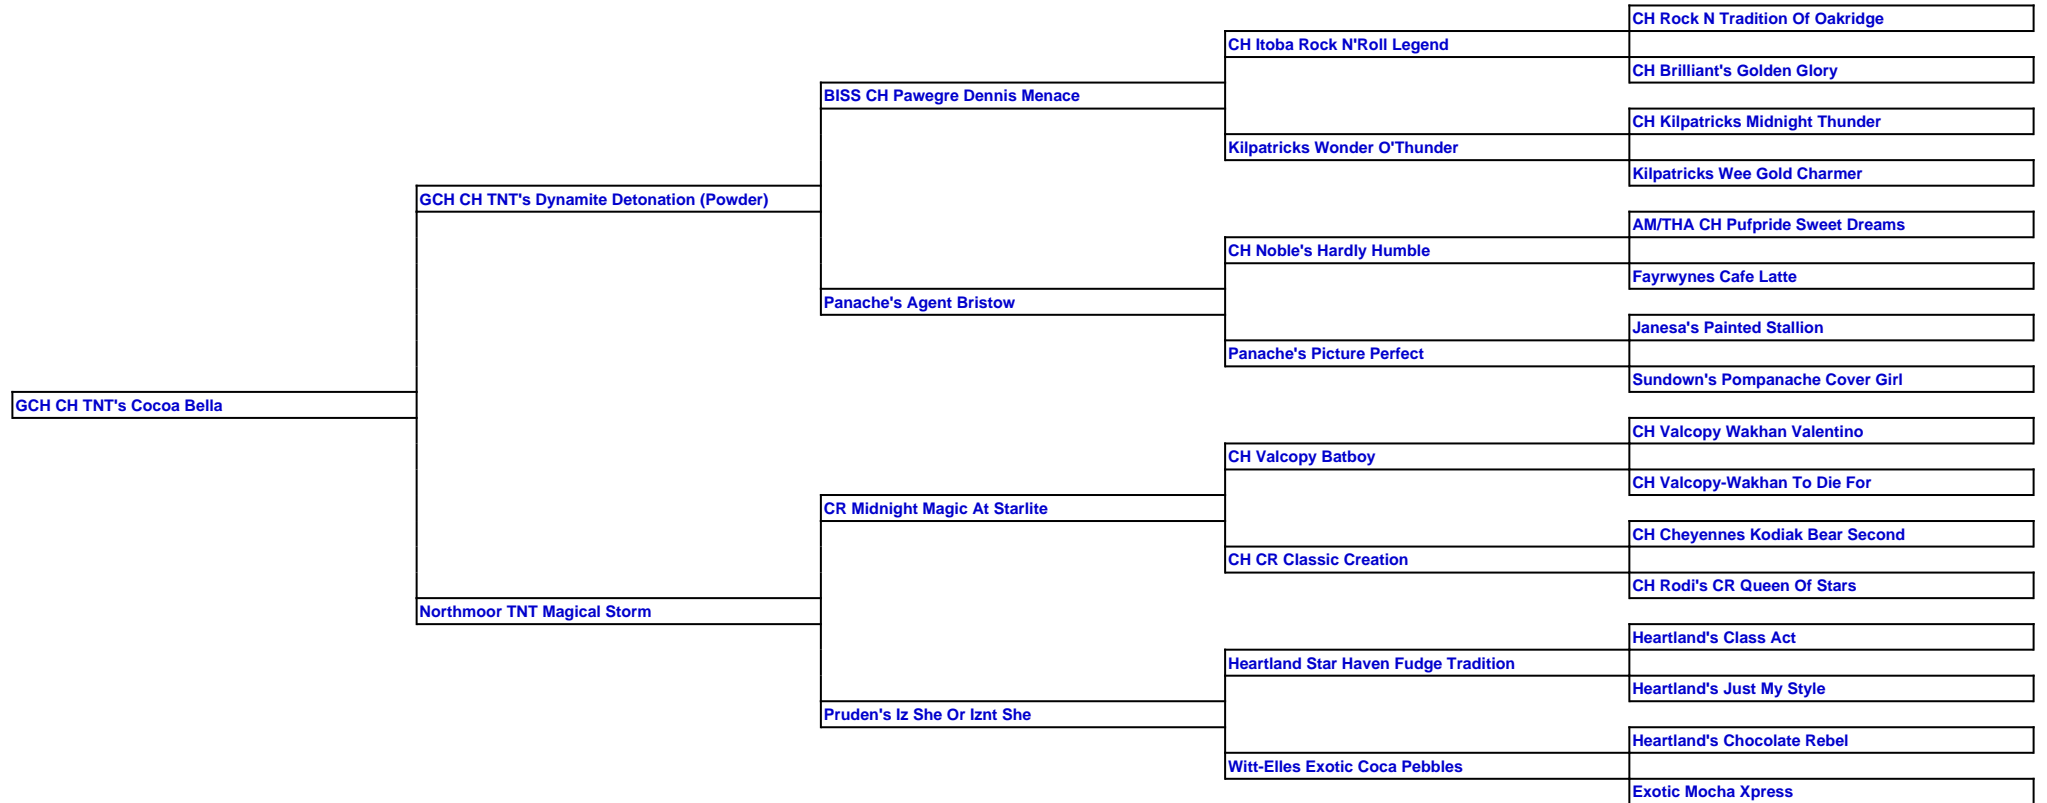 CH Rock N Tradition Of Oakridge
CH Itoba Rock N'Roll Legend
CH Brilliant's Golden Glory
BISS CH Pawegre Dennis Menace
CH Kilpatricks Midnight Thunder
Kilpatricks Wonder O'Thunder
Kilpatricks Wee Gold Charmer
GCH CH TNT's Dynamite Detonation (Powder)
AM/THA CH Pufpride Sweet Dreams
CH Noble's Hardly Humble
Fayrwynes Cafe Latte
Panache's Agent Bristow
Janesa's Painted Stallion
Panache's Picture Perfect
Sundown's Pompanache Cover Girl
GCH CH TNT's Cocoa Bella
CH Valcopy Wakhan Valentino
CH Valcopy Batboy
CH Valcopy-Wakhan To Die For
CR Midnight Magic At Starlite
CH Cheyennes Kodiak Bear Second
CH CR Classic Creation
CH Rodi's CR Queen Of Stars
Northmoor TNT Magical Storm
Heartland's Class Act
Heartland Star Haven Fudge Tradition
Heartland's Just My Style
Pruden's Iz She Or Iznt She
Heartland's Chocolate Rebel
Witt-Elles Exotic Coca Pebbles
Exotic Mocha Xpress